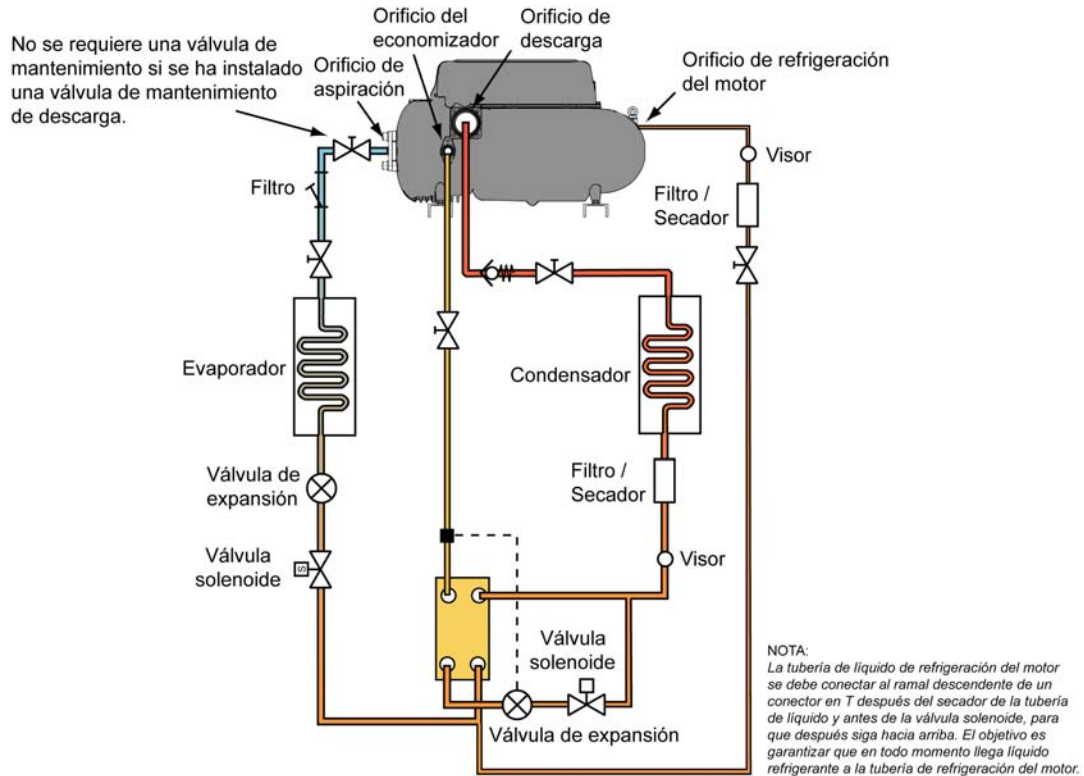 No se requiere una válvula de
mantenimiento si se ha instalado
una válvula de mantenimiento
de descarga.
Orificio de
aspiración
Orificio del
economizador
Orificio de
descarga
Orificio de refrigeración
del motor
Visor
Filtro /
Secador
Filtro
Evaporador
Condensador
Válvula de
expansión
Filtro /
Secador
Válvula
solenoide
S
Visor
Válvula
solenoide
Válvula de expansión
NOTA:
La tubería de líquido de refrigeración del motor
se debe conectar al ramal descendente de un
conector en T después del secador de la tubería
de líquido y antes de la válvula solenoide, para
que después siga hacia arriba. El objetivo es
garantizar que en todo momento llega líquido
refrigerante a la tubería de refrigeración del motor.